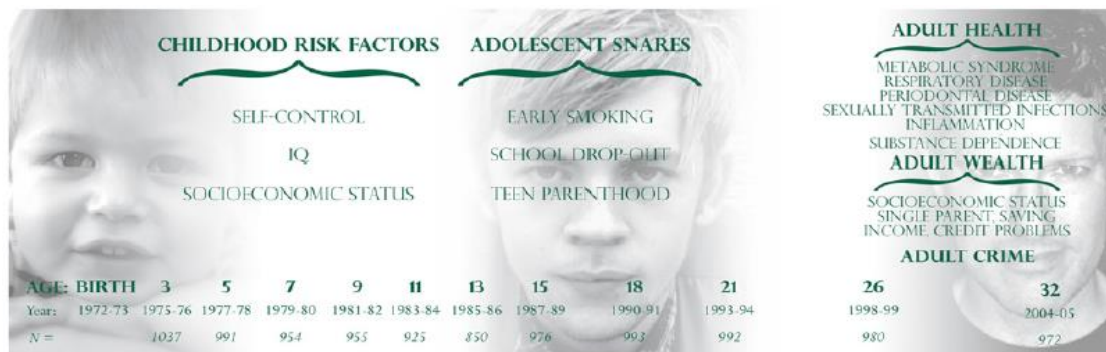 CHILDHOOD RISK FACTORS
SELF-CONTROL
IQ
SOCIOECONOMIC STATUS
ADOLESCENT SNARES
EARLY SMOKING
SCHOOL DROP-OUT
TEEN PARENTHOOD
ADULT HEALTH
METABOLIC SYNDROME
RESPIRATORY DISEASE
PERIODONTAL DISEASE
SEXUALLY TRANSMITTED INFECTIONS
INFLAMMATION
SUBSTANCE DEPENDENCE
ADULT WEALTH
SOCIOECONOMIC STATUS
SINGLE PARENT, SAVING
INCOME, CREDIT PROBLEMS
ADULT CRIME
AGE: BIRTH 3 5 7 9 11 13 15 18 21 26 32
Year: 1972-73 1975-76 1977-78 1979-80 1981-82 1983-84 1985-86 1987-89 1990-91 1993-94 1998-99 2004-05
N = 1037 991 954 955 925 850 976 993 992 980 972